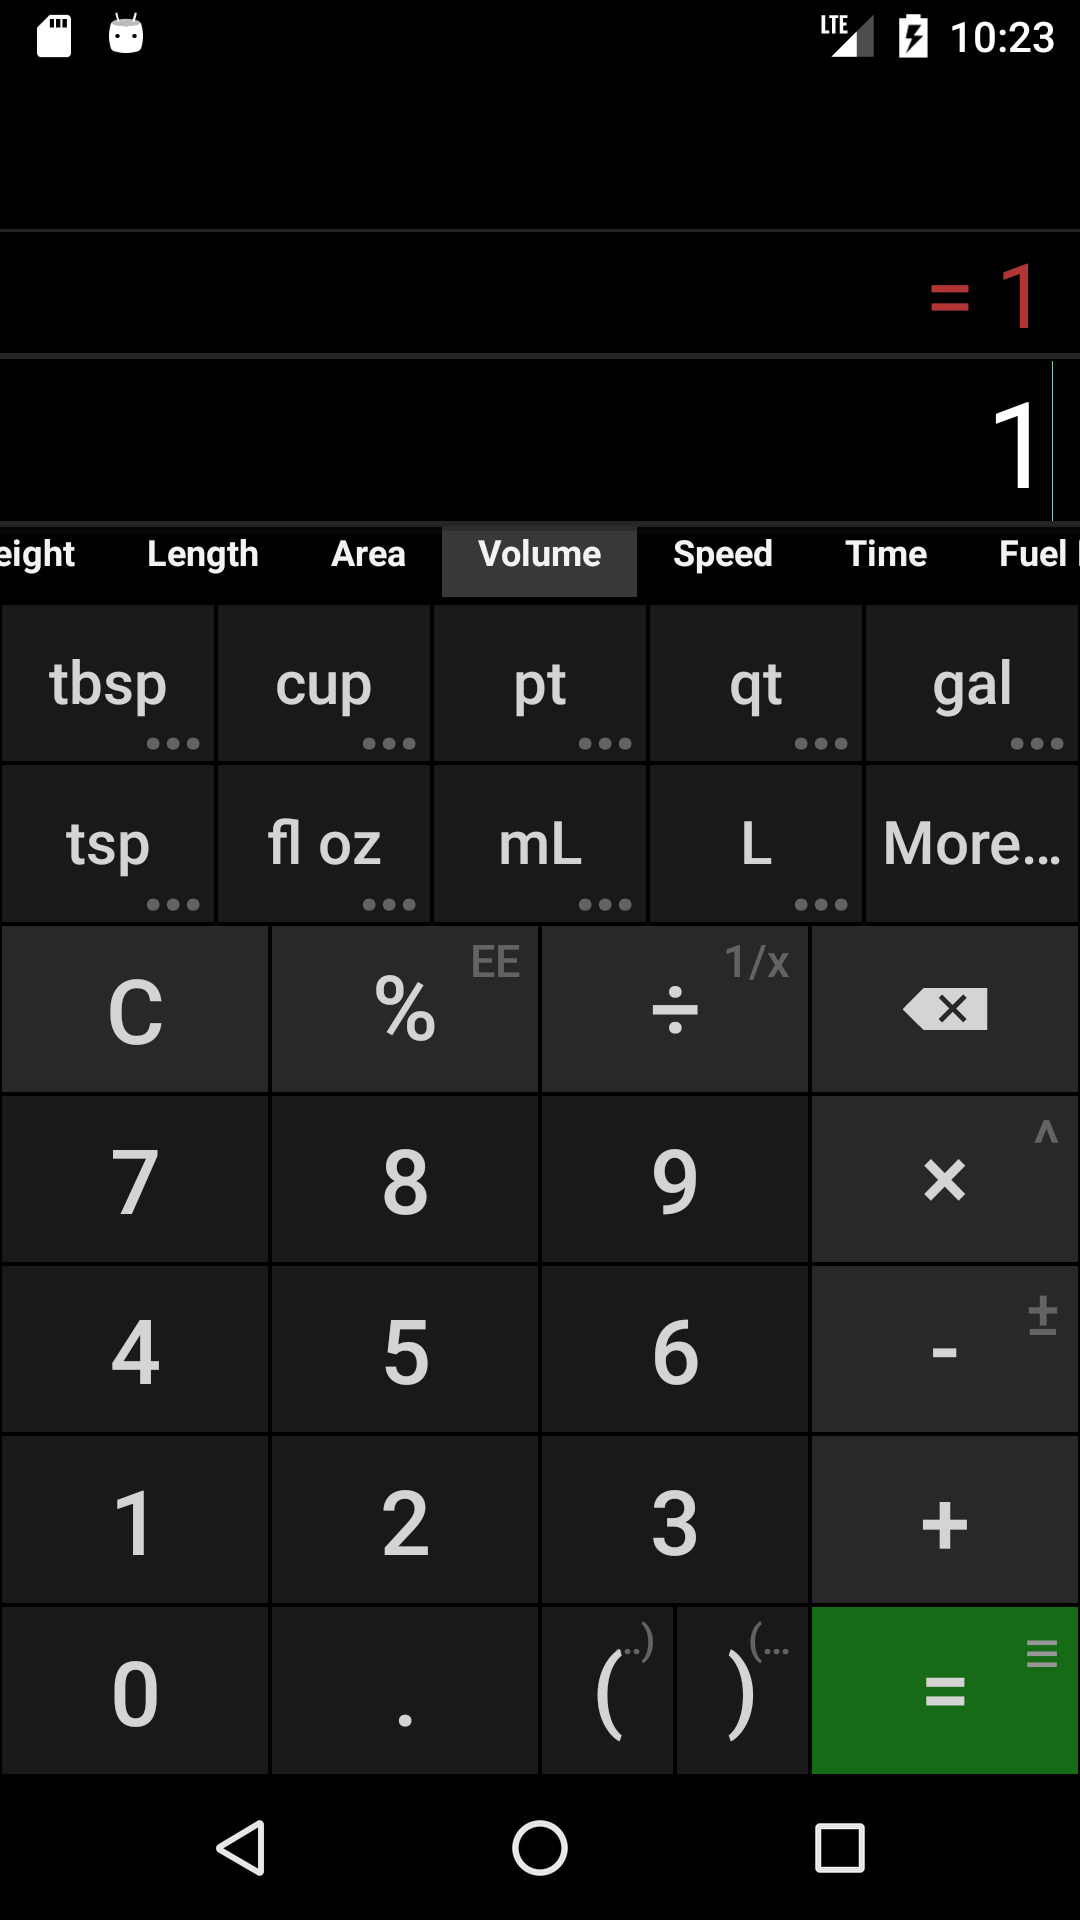 LTE 10:23
= 1
1
eight Length Area Volume Speed Time Fuel
tbsp cup pt qt gal
tsp fl oz mL L More...
C % EE ÷ 1/x
7 8 9 × ^
4 5 6 - ±
1 2 3 +
0 . ( ..) ) (... =